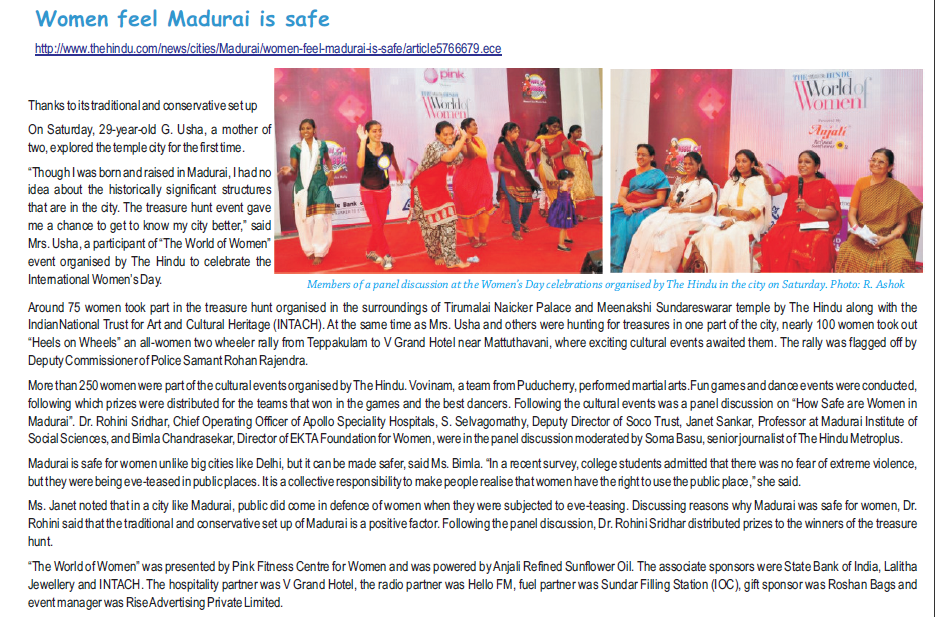 Women feel Madurai is safe
http://www.thehindu.com/news/cities/Madurai/women-feel-madurai-is-safe/article5766679.ece
Thanks to its traditional and conservative set up
On Saturday, 29-year-old G. Usha, a mother of
two, explored the temple city for the first time.
“Though I was born and raised in Madurai, I had no
idea about the historically significant structures
that are in the city. The treasure hunt event gave
me a chance to get to know my city better,” said
Mrs. Usha, a participant of “The World of Women”
event organised by The Hindu to celebrate the
International Women’s Day.
pink
World of
Women
THE HINDU
World of
Women
Anjali
Members of a panel discussion at the Women’s Day celebrations organised by The Hindu in the city on Saturday. Photo: R. Ashok
Around 75 women took part in the treasure hunt organised in the surroundings of Tirumalai Naicker Palace and Meenakshi Sundareswarar temple by The Hindu along with the
IndianNational Trust for Art and Cultural Heritage (INTACH). At the same time as Mrs. Usha and others were hunting for treasures in one part of the city, nearly 100 women took out
“Heels on Wheels” an all-women two wheeler rally from Teppakulam to V Grand Hotel near Mattuthavani, where exciting cultural events awaited them. The rally was flagged off by
Deputy Commissioner of Police Samant Rohan Rajendra.
More than 250 women were part of the cultural events organised by The Hindu. Vovinam, a team from Puducherry, performed martial arts.Fun games and dance events were conducted,
following which prizes were distributed for the teams that won in the games and the best dancers. Following the cultural events was a panel discussion on “How Safe are Women in
Madurai”. Dr. Rohini Sridhar, Chief Operating Officer of Apollo Speciality Hospitals, S. Selvagomathy, Deputy Director of Soco Trust, Janet Sankar, Professor at Madurai Institute of
Social Sciences, and Bimla Chandrasekar, Director of EKTA Foundation for Women, were in the panel discussion moderated by Soma Basu, senior journalist of The Hindu Metroplus.
Madurai is safe for women unlike big cities like Delhi, but it can be made safer, said Ms. Bimla. “In a recent survey, college students admitted that there was no fear of extreme violence,
but they were being eve-teased in public places. It is a collective responsibility to make people realise that women have the right to use the public place,” she said.
Ms. Janet noted that in a city like Madurai, public did come in defence of women when they were subjected to eve-teasing. Discussing reasons why Madurai was safe for women, Dr.
Rohini said that the traditional and conservative set up of Madurai is a positive factor. Following the panel discussion, Dr. Rohini Sridhar distributed prizes to the winners of the treasure
hunt.
“The World of Women” was presented by Pink Fitness Centre for Women and was powered by Anjali Refined Sunflower Oil. The associate sponsors were State Bank of India, Lalitha
Jewellery and INTACH. The hospitality partner was V Grand Hotel, the radio partner was Hello FM, fuel partner was Sundar Filling Station (IOC), gift sponsor was Roshan Bags and
event manager was Rise Advertising Private Limited.